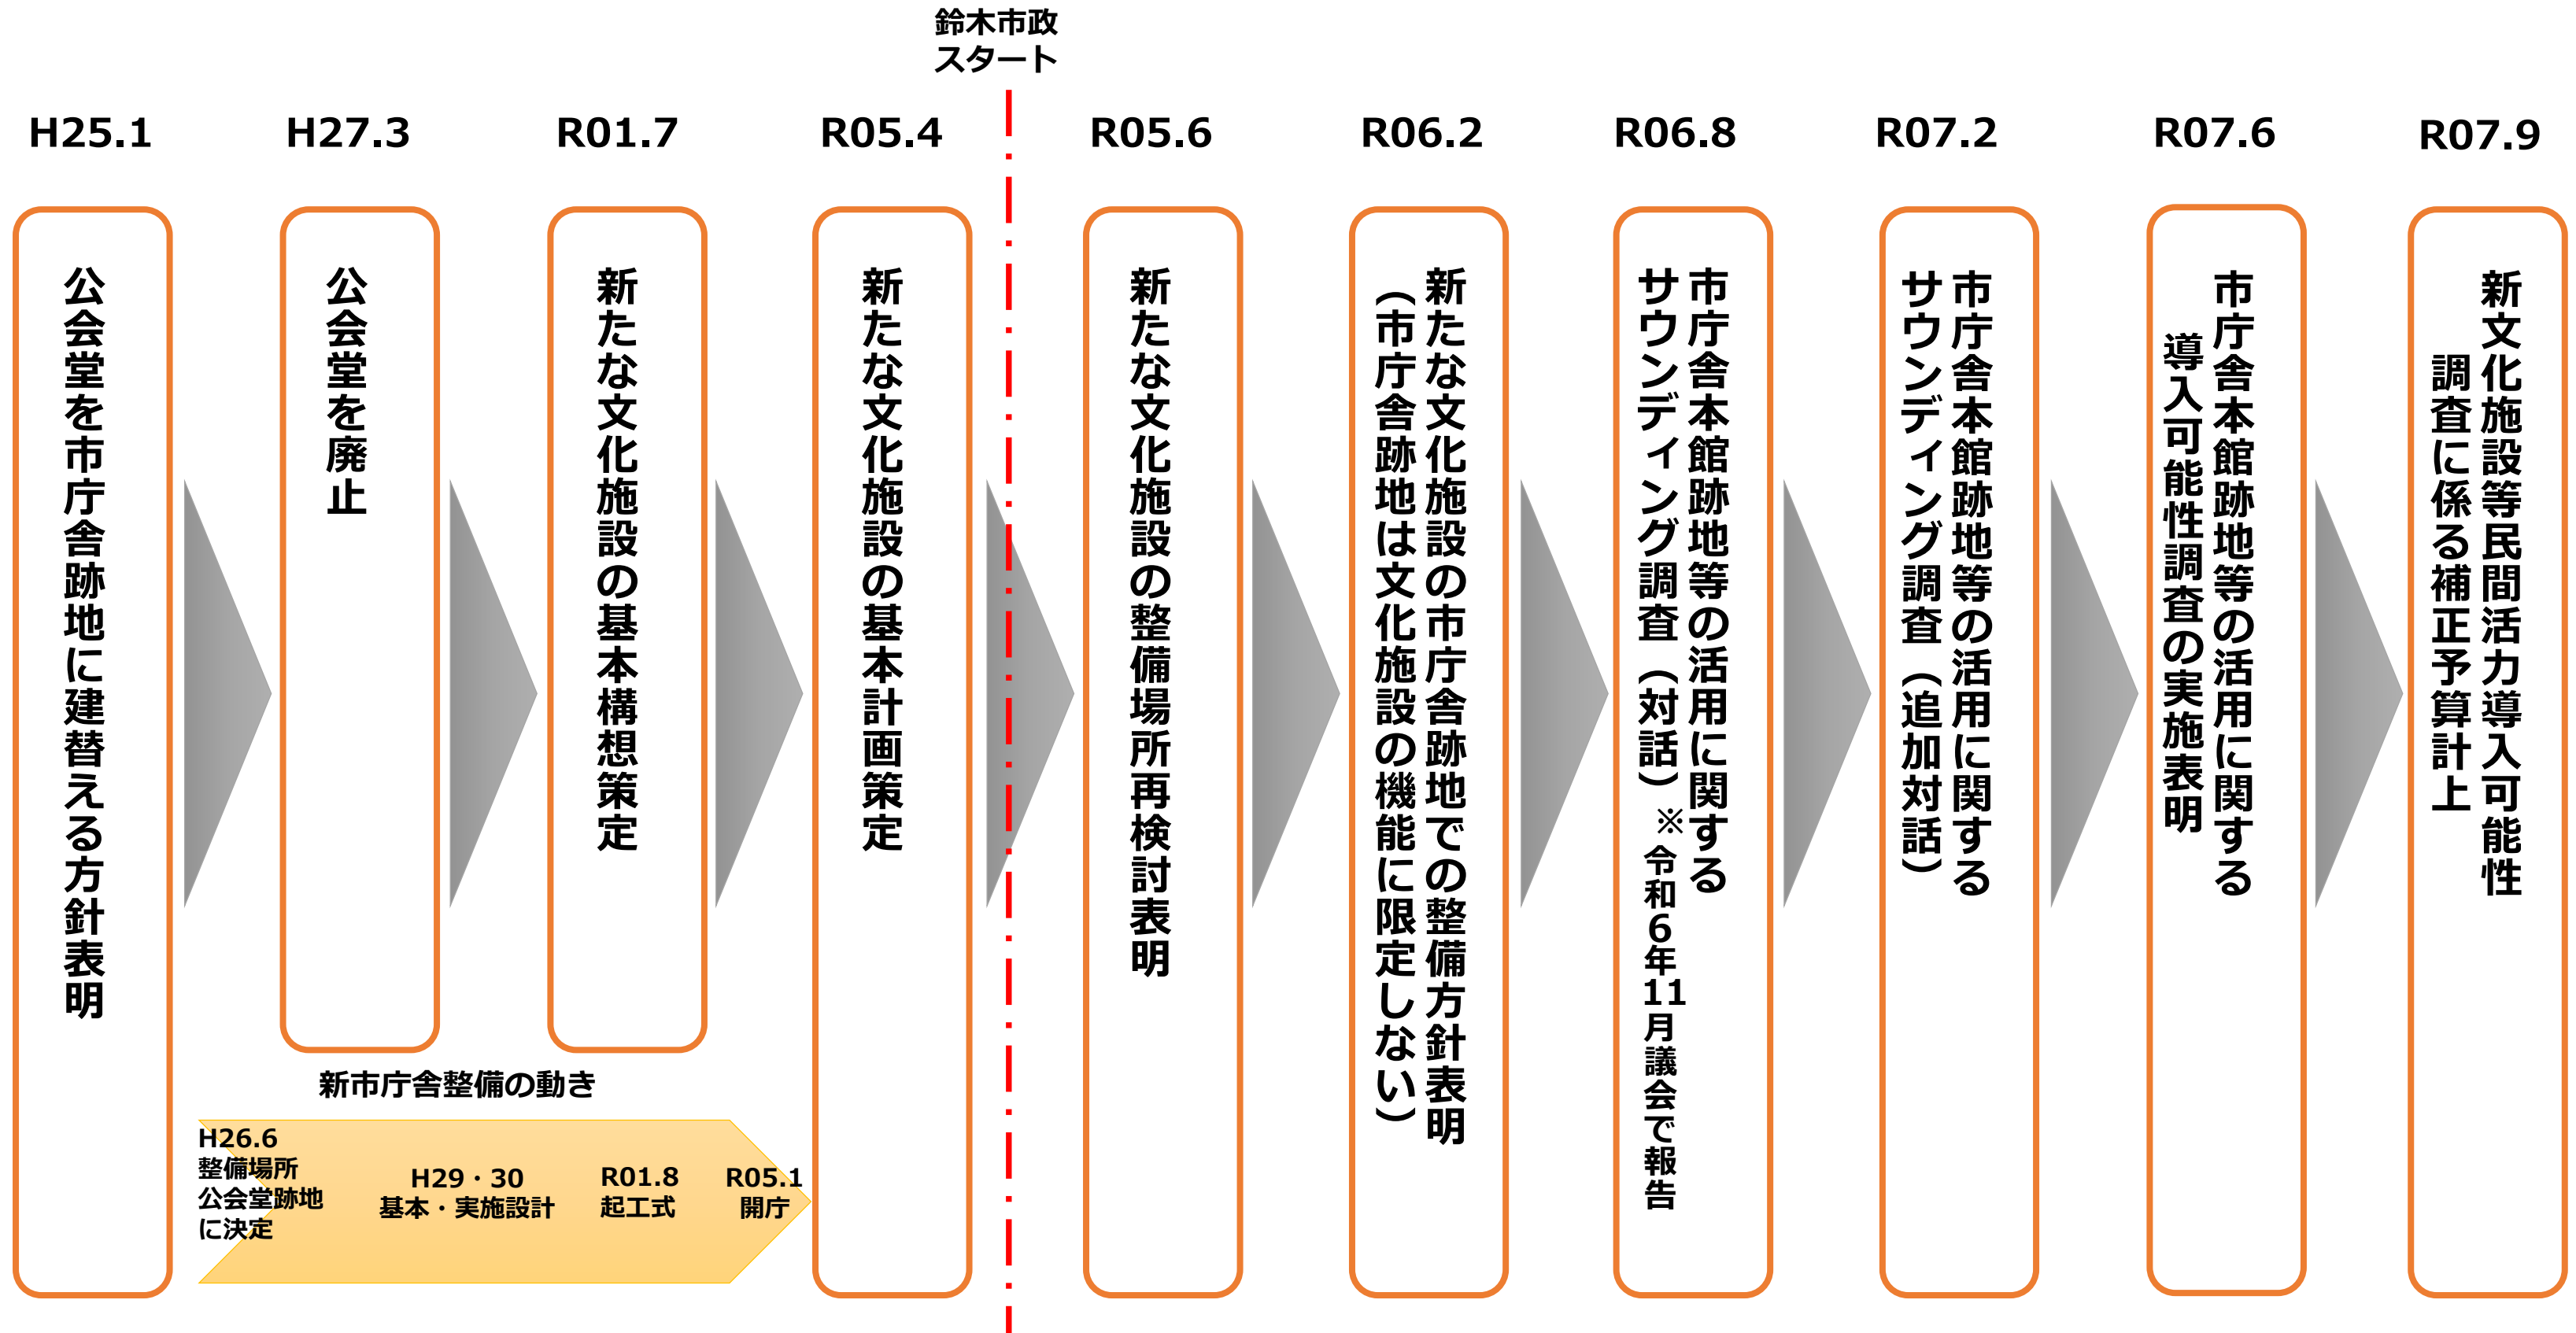 鈴木市政
スタート
H25.1
公会堂を市庁舎跡地に建替える方針表明
H27.3
公会堂を廃止
R01.7
新たな文化施設の基本構想策定
R05.4
新たな文化施設の基本計画策定
R05.6
新たな文化施設の整備場所再検討表明
R06.2
新たな文化施設の市庁舎跡地での整備方針表明
（市庁舎跡地は文化施設の機能に限定しない）
R06.8
市庁舎本館跡地等の活用に関する
サウンディング調査（対話）※令和6年11月議会で報告
R07.2
市庁舎本館跡地等の活用に関する
サウンディング調査（追加対話）
R07.6
市庁舎本館跡地等の活用に関する
導入可能性調査の実施表明
R07.9
新文化施設等民間活力導入可能性
調査に係る補正予算計上
新市庁舎整備の動き
H26.6
整備場所
公会堂跡地
に決定
H29・30
基本・実施設計
R01.8
起工式
R05.1
開庁